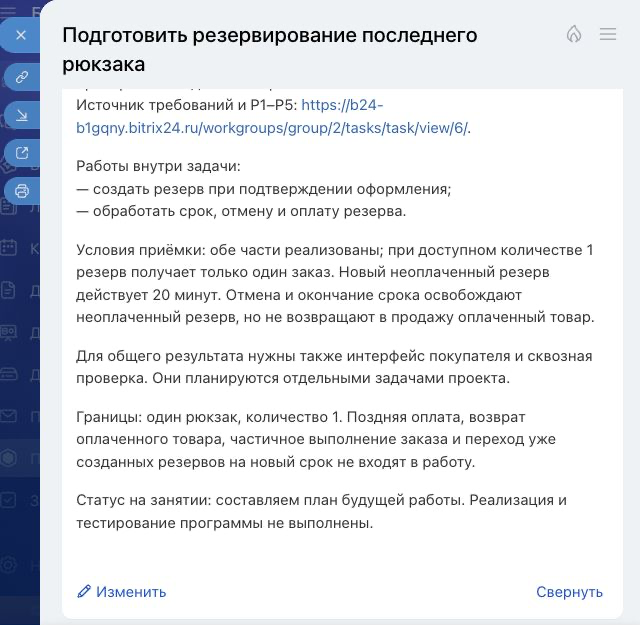 Подготовить резервирование последнего
рюкзака
Источник требований и P1–P5: https://b24-
b1gqny.bitrix24.ru/workgroups/group/2/tasks/task/view/6/.
Работы внутри задачи:
— создать резерв при подтверждении оформления;
— обработать срок, отмену и оплату резерва.
Условия приёмки: обе части реализованы; при доступном количестве 1
резерв получает только один заказ. Новый неоплаченный резерв
действует 20 минут. Отмена и окончание срока освобождают
неоплаченный резерв, но не возвращают в продажу оплаченный товар.
Для общего результата нужны также интерфейс покупателя и сквозная
проверка. Они планируются отдельными задачами проекта.
Границы: один рюкзак, количество 1. Поздняя оплата, возврат
оплаченного товара, частичное выполнение заказа и переход уже
созданных резервов на новый срок не входят в работу.
Статус на занятии: составляем план будущей работы. Реализация и
тестирование программы не выполнены.
Изменить
Свернуть